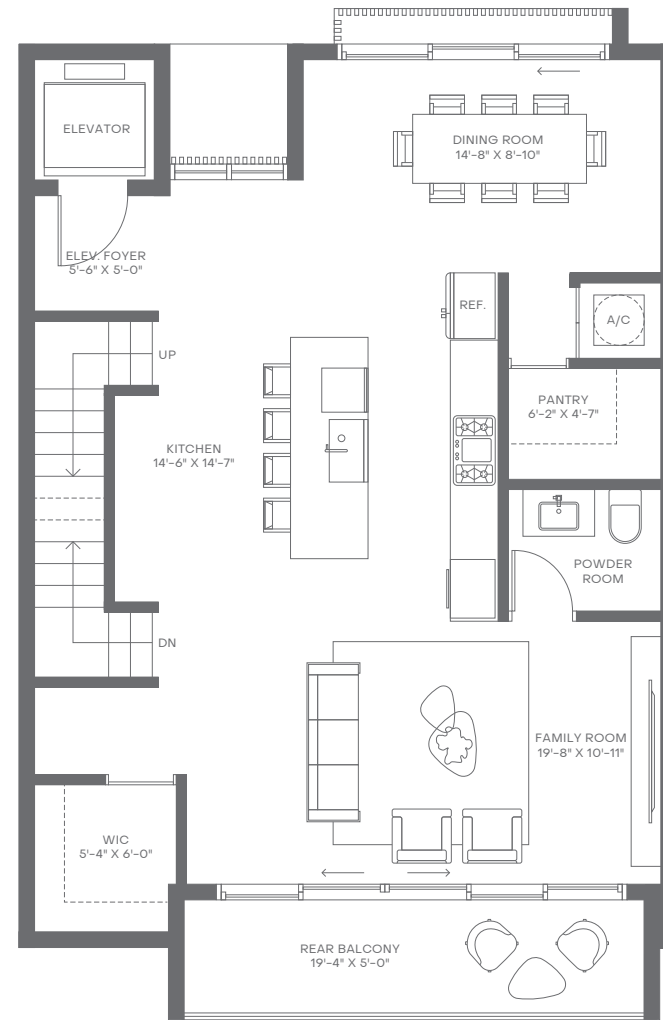 ELEVATOR
DINING ROOM
14'-8" X 8'-10"
ELEV. FOYER
5'-6" X 5'-0"
REF.
A/C
UP
PANTRY
6'-2" X 4'-7"
KITCHEN
14'-6" X 14'-7"
POWDER
ROOM
DN
FAMILY ROOM
19'-8" X 10'-11"
WIC
5'-4" X 6'-0"
REAR BALCONY
19'-4" X 5'-0"